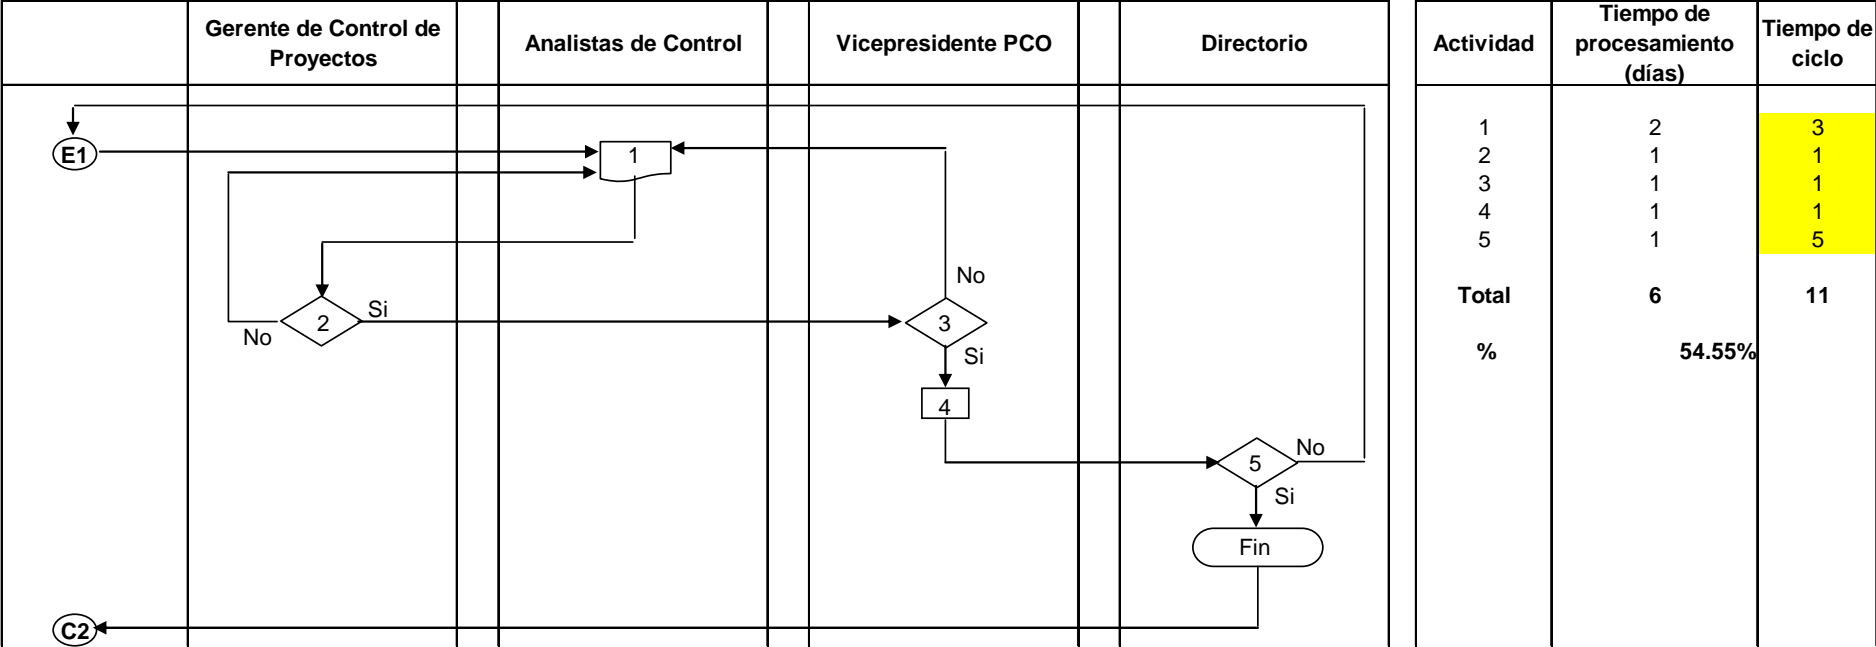 Gerente de Control de
Proyectos
Analistas de Control
Vicepresidente PCO
Directorio
Actividad
Tiempo de
procesamiento
(días)
Tiempo de
ciclo
E1
1
No
2
Si
No
3
Si
4
5
No
Si
Fin
C2
1 2 3
2 1 1
3 1 1
4 1 1
5 1 5
Total 6 11
% 54.55%